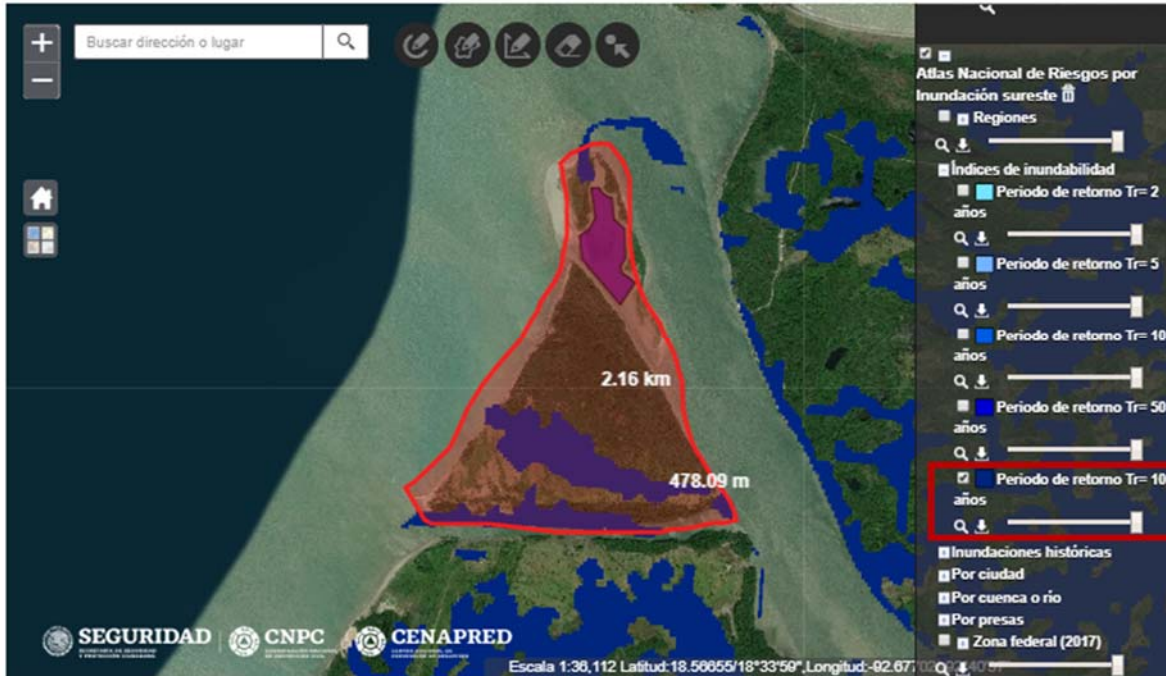 +
Buscar dirección o lugar
−
Atlas Nacional de Riesgos por
Inundación sureste
Regiones
Índices de inundabilidad
Periodo de retorno Tr= 2
años
Periodo de retorno Tr= 5
años
Periodo de retorno Tr= 10
años
Periodo de retorno Tr= 50
años
Periodo de retorno Tr= 10
años
Inundaciones históricas
Por ciudad
Por cuenca o río
Por presas
Zona federal (2017)
2.16 km
478.09 m
SEGURIDAD
CNPC
CENAPRED
Escala 1:36,112 Latitud:18.56655/18°33'59",Longitud:-92.677